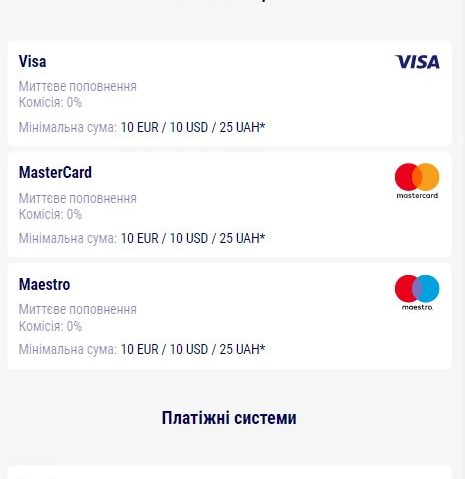 Visa
VISA
Миттєве поповнення
Комісія: 0%
Мінімальна сума: 10 EUR / 10 USD / 25 UAH*
MasterCard
mastercard
Миттєве поповнення
Комісія: 0%
Мінімальна сума: 10 EUR / 10 USD / 25 UAH*
Maestro
maestro.
Миттєве поповнення
Комісія: 0%
Мінімальна сума: 10 EUR / 10 USD / 25 UAH*
Платіжні системи